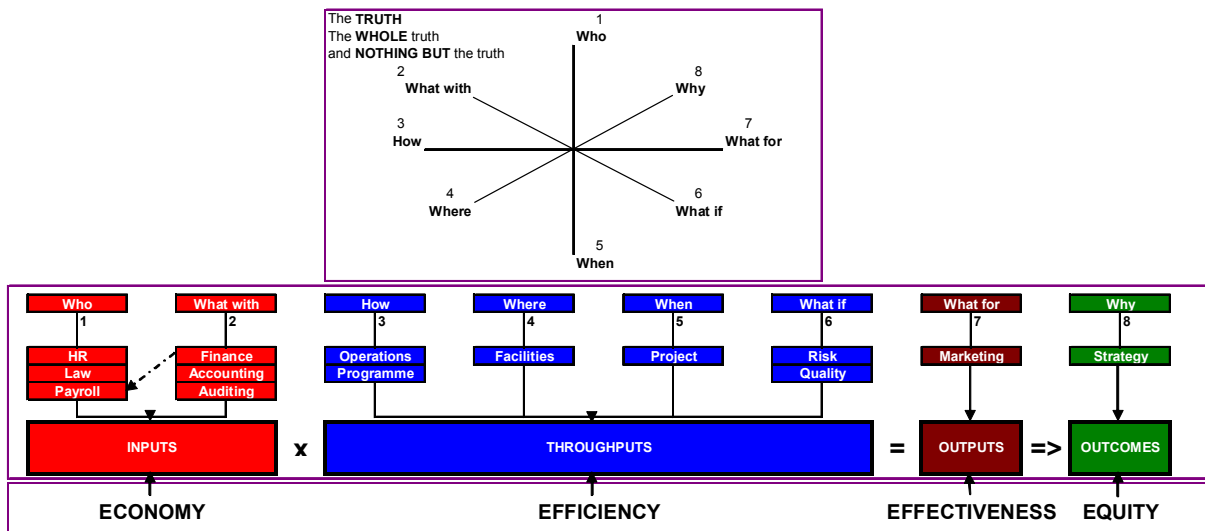 The TRUTH
The WHOLE truth
and NOTHING BUT the truth
1
Who
2
What with
8
Why
3
How
7
What for
4
Where
6
What if
5
When
Who What with How Where When What if What for Why
1 2 3 4 5 6 7 8
HR Finance Operations Facilities Project Risk Marketing Strategy
Law Accounting Programme Quality
Payroll Auditing
INPUTS x THROUGHPUTS = OUTPUTS => OUTCOMES
ECONOMY EFFICIENCY EFFECTIVENESS EQUITY